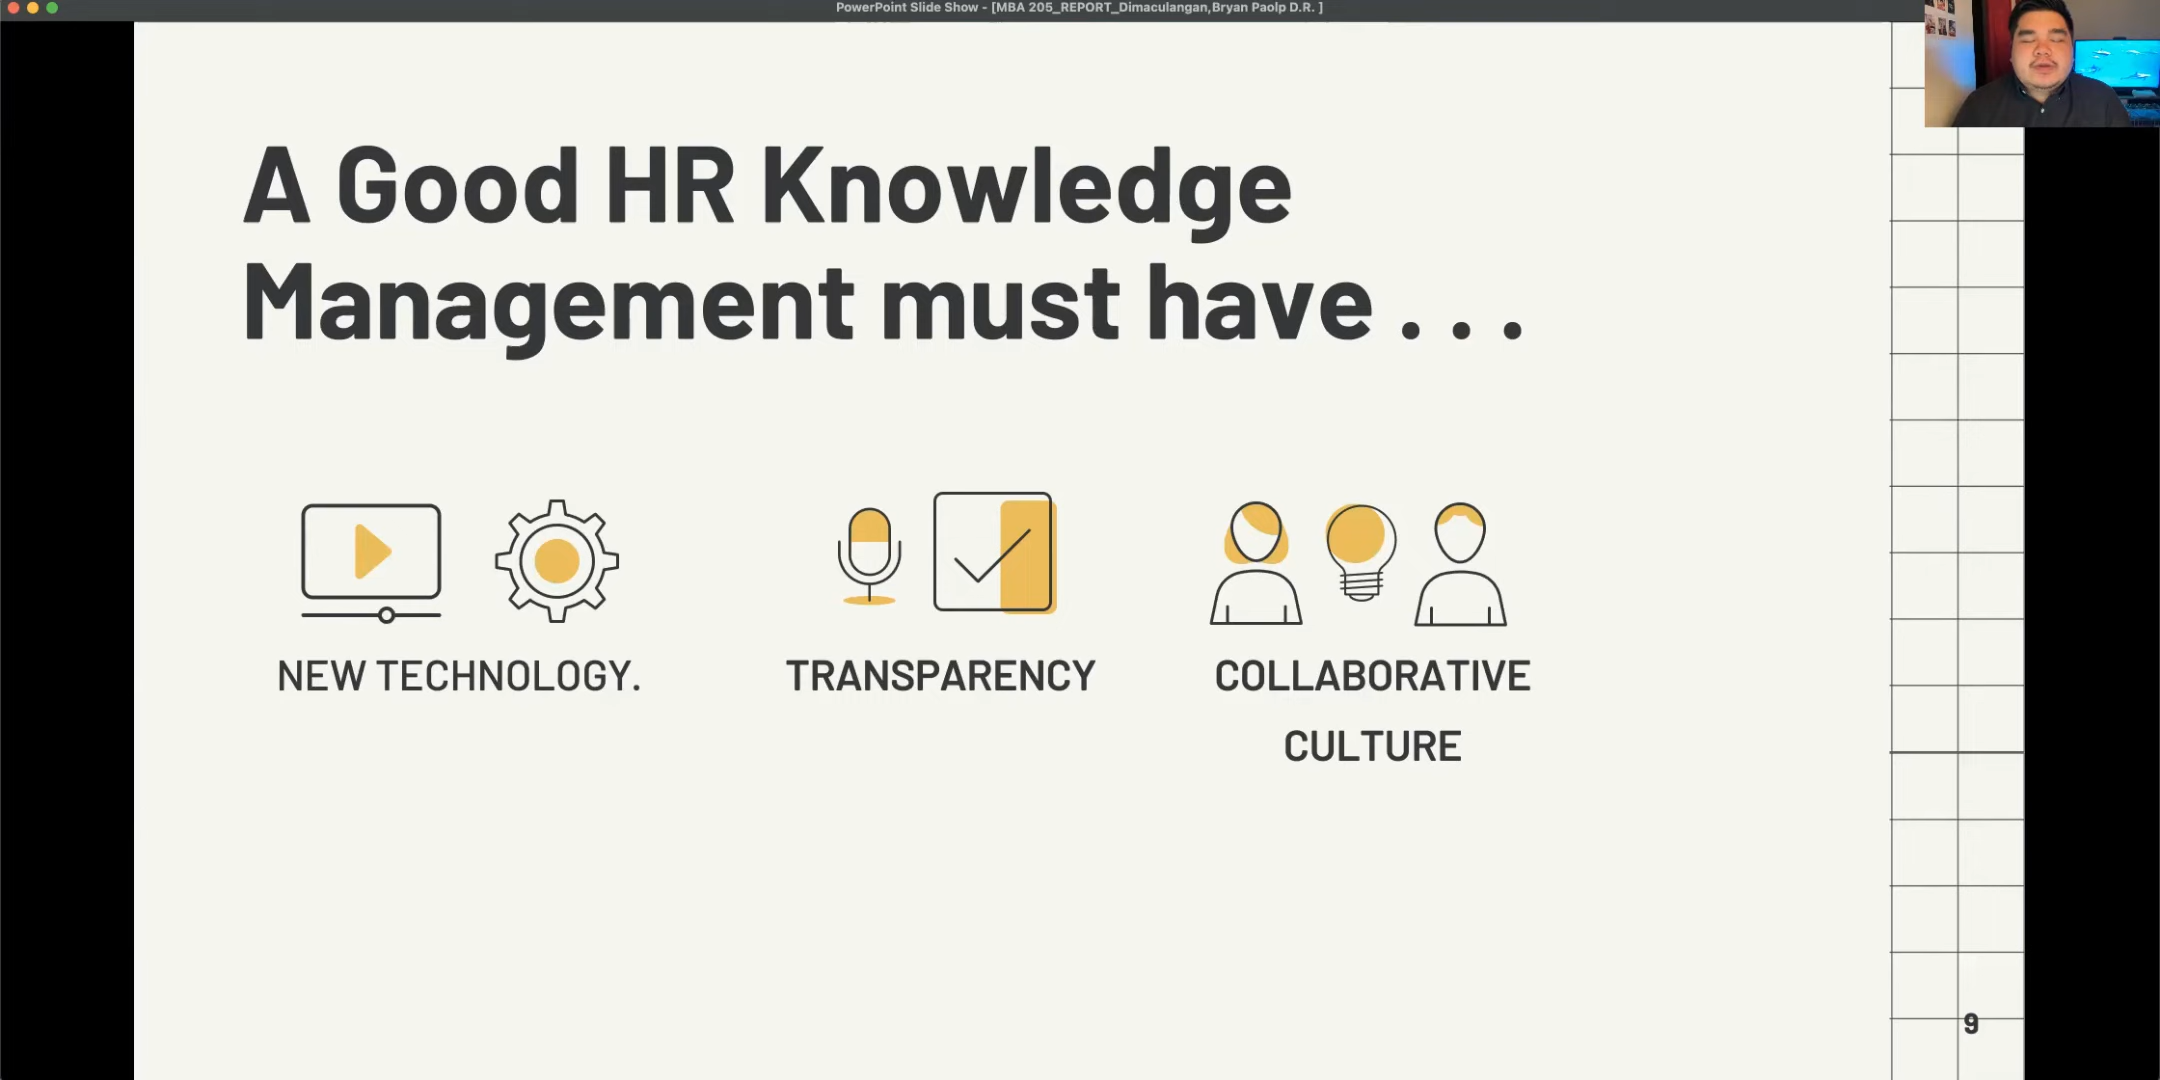 PowerPoint Slide Show - [MBA 205_REPORT_Dimaculangan,Bryan Paolp D.R. ]
A Good HR Knowledge
Management must have . . .
NEW TECHNOLOGY.
TRANSPARENCY
COLLABORATIVE
CULTURE
9